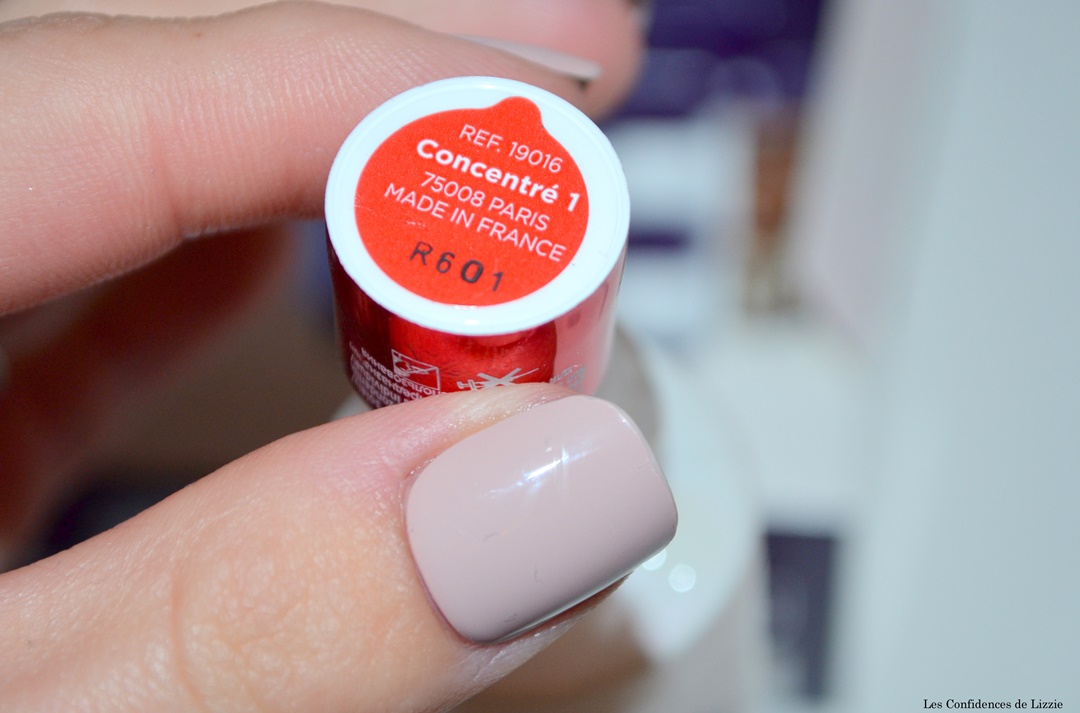 REF. 19016
Concentré 1
75008 PARIS
MADE IN FRANCE
R601
Les Confidences de Lizzie